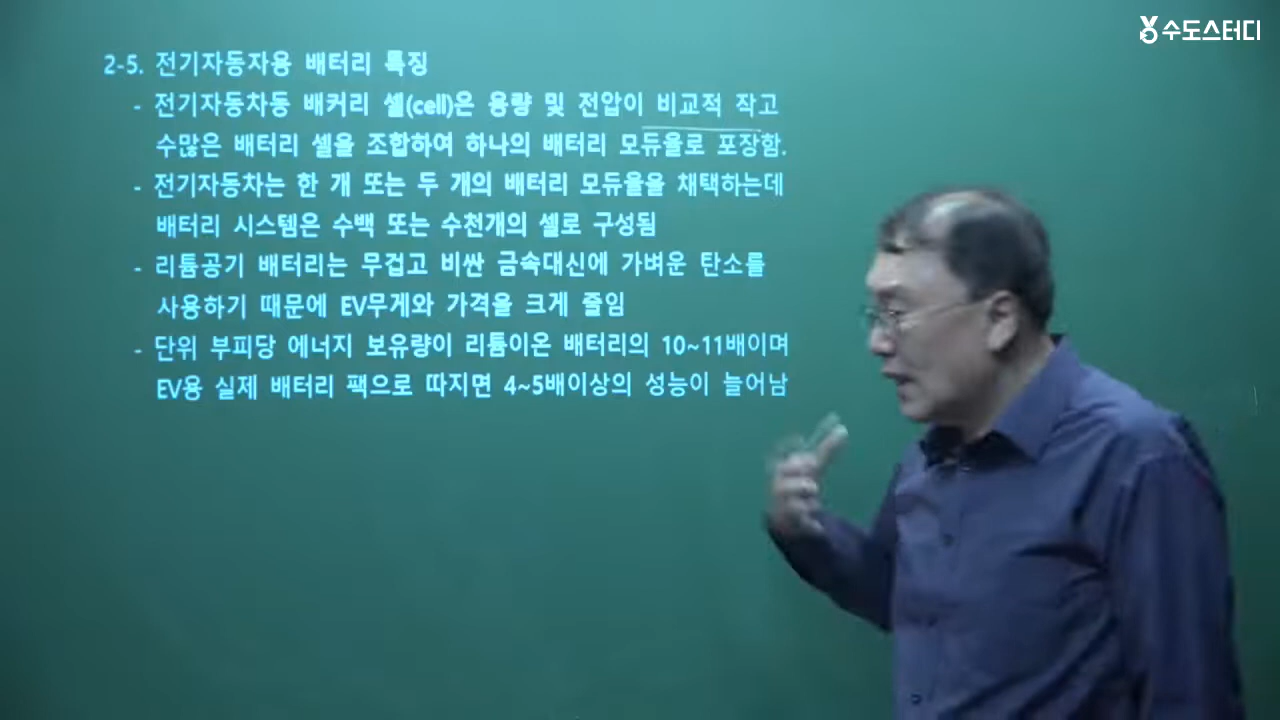 수도스터디
2-5. 전기자동자용 배터리 특징
- 전기자동차동 배커리 셀(cell)은 용량 및 전압이 비교적 작고
수많은 배터리 셀을 조합하여 하나의 배터리 모듀율로 포장함.
- 전기자동차는 한 개 또는 두 개의 배터리 모듀율을 채택하는데
배터리 시스템은 수백 또는 수천개의 셀로 구성됨
- 리튬공기 배터리는 무겁고 비싼 금속대신에 가벼운 탄소를
사용하기 때문에 EV무게와 가격을 크게 줄임
- 단위 부피당 에너지 보유량이 리튬이온 배터리의 10~11배이며
EV용 실제 배터리 팩으로 따지면 4~5배이상의 성능이 늘어남